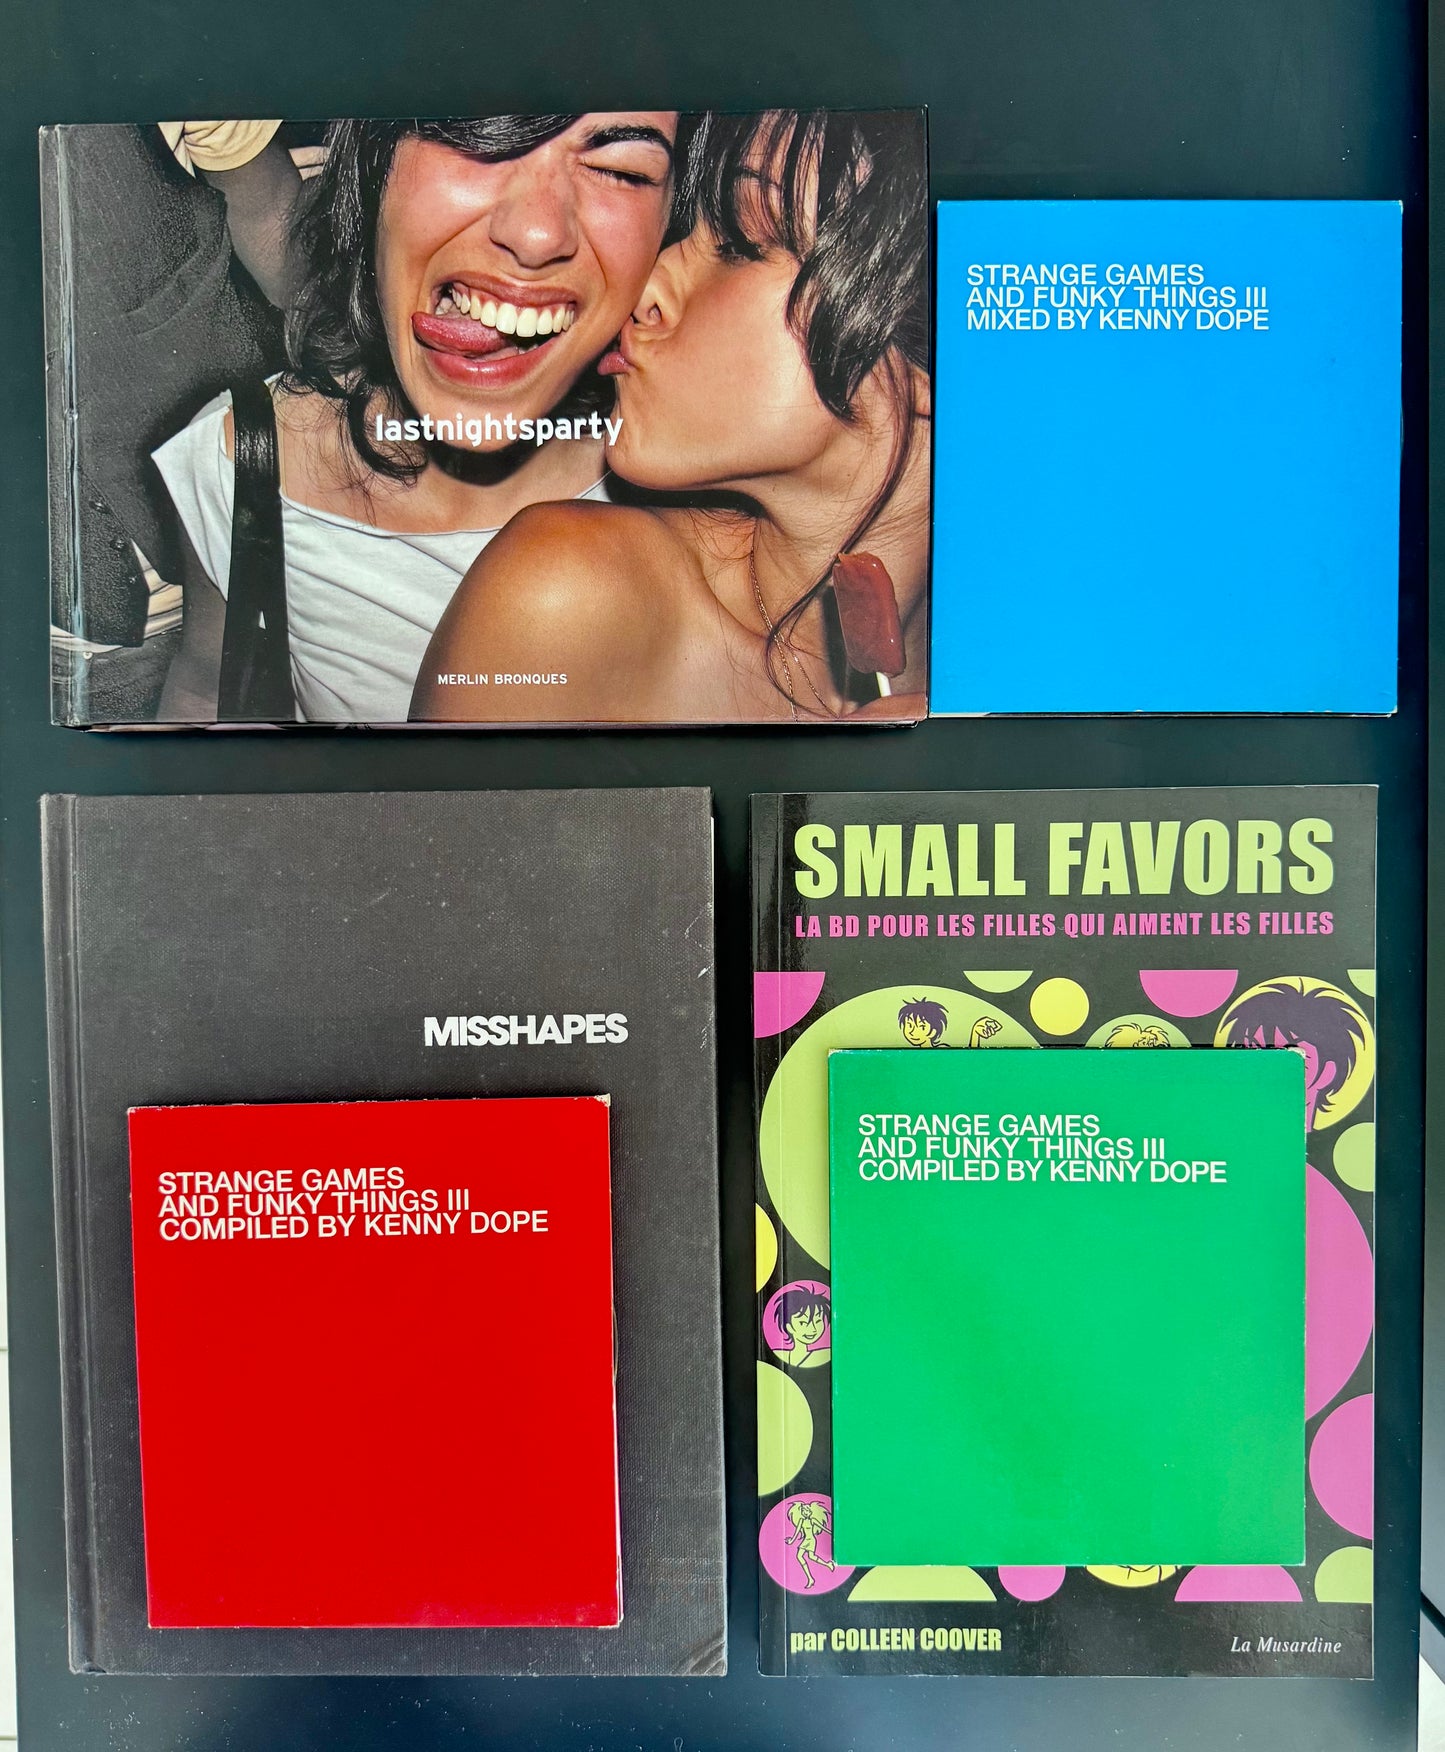 lastnightsparty
MERLIN BRONQUES
STRANGE GAMES
AND FUNKY THINGS III
MIXED BY KENNY DOPE
MISSHAPES
STRANGE GAMES
AND FUNKY THINGS III
COMPILED BY KENNY DOPE
SMALL FAVORS
LA BD POUR LES FILLES QUI AIMENT LES FILLES
STRANGE GAMES
AND FUNKY THINGS III
COMPILED BY KENNY DOPE
par COLLEEN COOVER
La Musardine